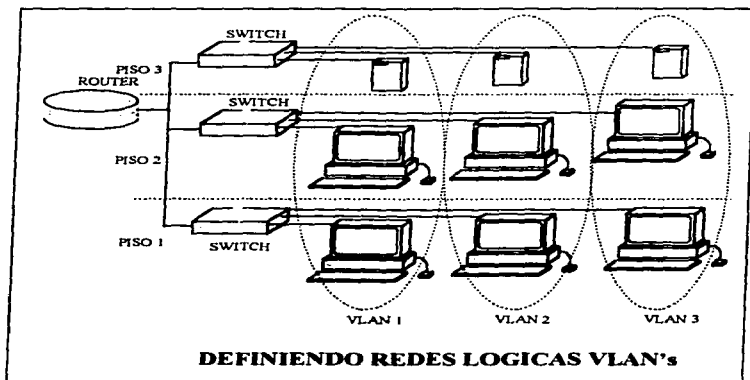 SWITCH
PISO 3
ROUTER
SWITCH
PISO 2
PISO 1
SWITCH
VLAN 1
VLAN 2
VLAN 3
DEFINIENDO REDES LOGICAS VLAN's